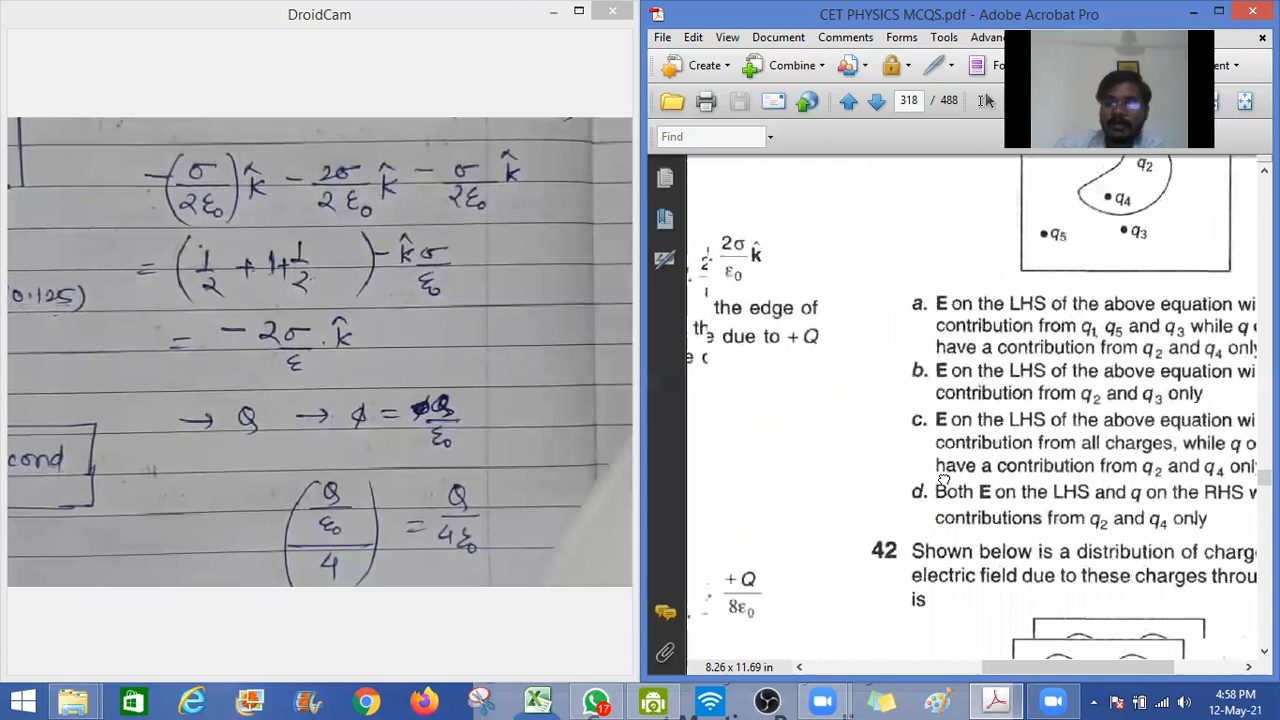 DroidCam
−(σ/2ε₀)k̂ − 2σ/2ε₀ k̂ − σ/2ε₀ k̂
= (1/2 + 1 + 1/2) − k̂ σ/ε₀
0.125)
= −2σ/ε . k̂
→ Q → ϕ = Q/ε₀
cond
(Q/ε₀)/4 = Q/4ε₀
CET PHYSICS MCQS.pdf - Adobe Acrobat Pro
File Edit View Document Comments Forms Tools Advan
Create Combine
318 / 488
Find
q2
q4
q5
q3
2σ/ε₀ k̂
the edge of
due to + Q
+ Q/8ε₀
a. E on the LHS of the above equation wi
contribution from q₁, q₅ and q₃ while q
have a contribution from q₂ and q₄ only
b. E on the LHS of the above equation wi
contribution from q₂ and q₃ only
c. E on the LHS of the above equation wi
contribution from all charges, while q o
have a contribution from q₂ and q₄ onl
d. Both E on the LHS and q on the RHS w
contributions from q₂ and q₄ only
42 Shown below is a distribution of charg
electric field due to these charges throu
is
8.26 x 11.69 in
17
4:58 PM
12-May-21